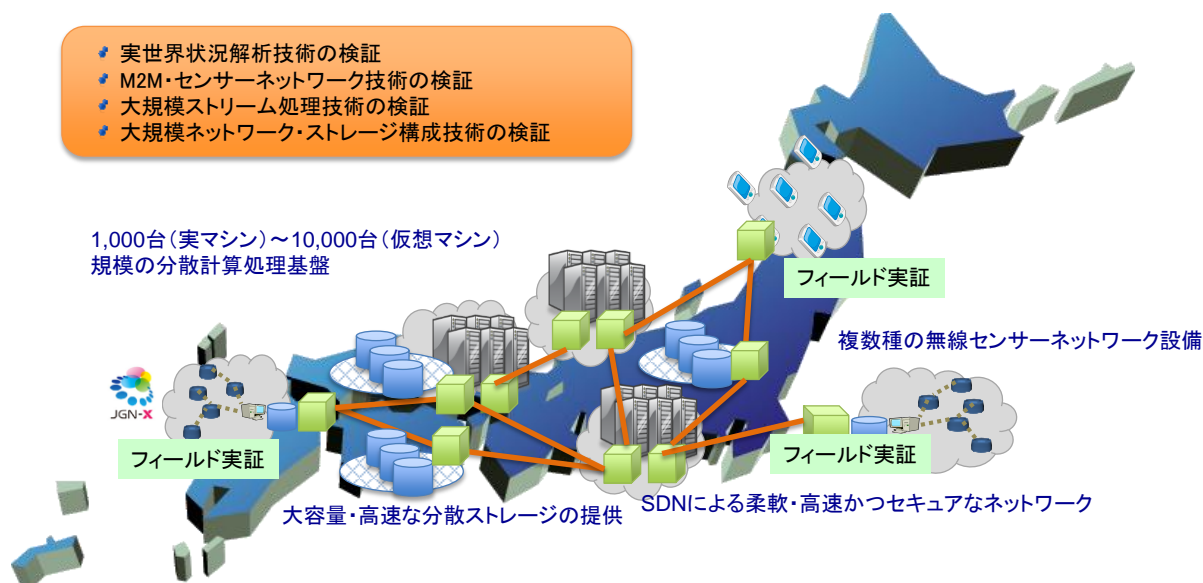 実世界状況解析技術の検証
M2M・センサーネットワーク技術の検証
大規模ストリーム処理技術の検証
大規模ネットワーク・ストレージ構成技術の検証
1,000台(実マシン)~10,000台(仮想マシン)
規模の分散計算処理基盤
フィールド実証
複数種の無線センサーネットワーク設備
JGN-X
フィールド実証
フィールド実証
大容量・高速な分散ストレージの提供
SDNによる柔軟・高速かつセキュアなネットワーク